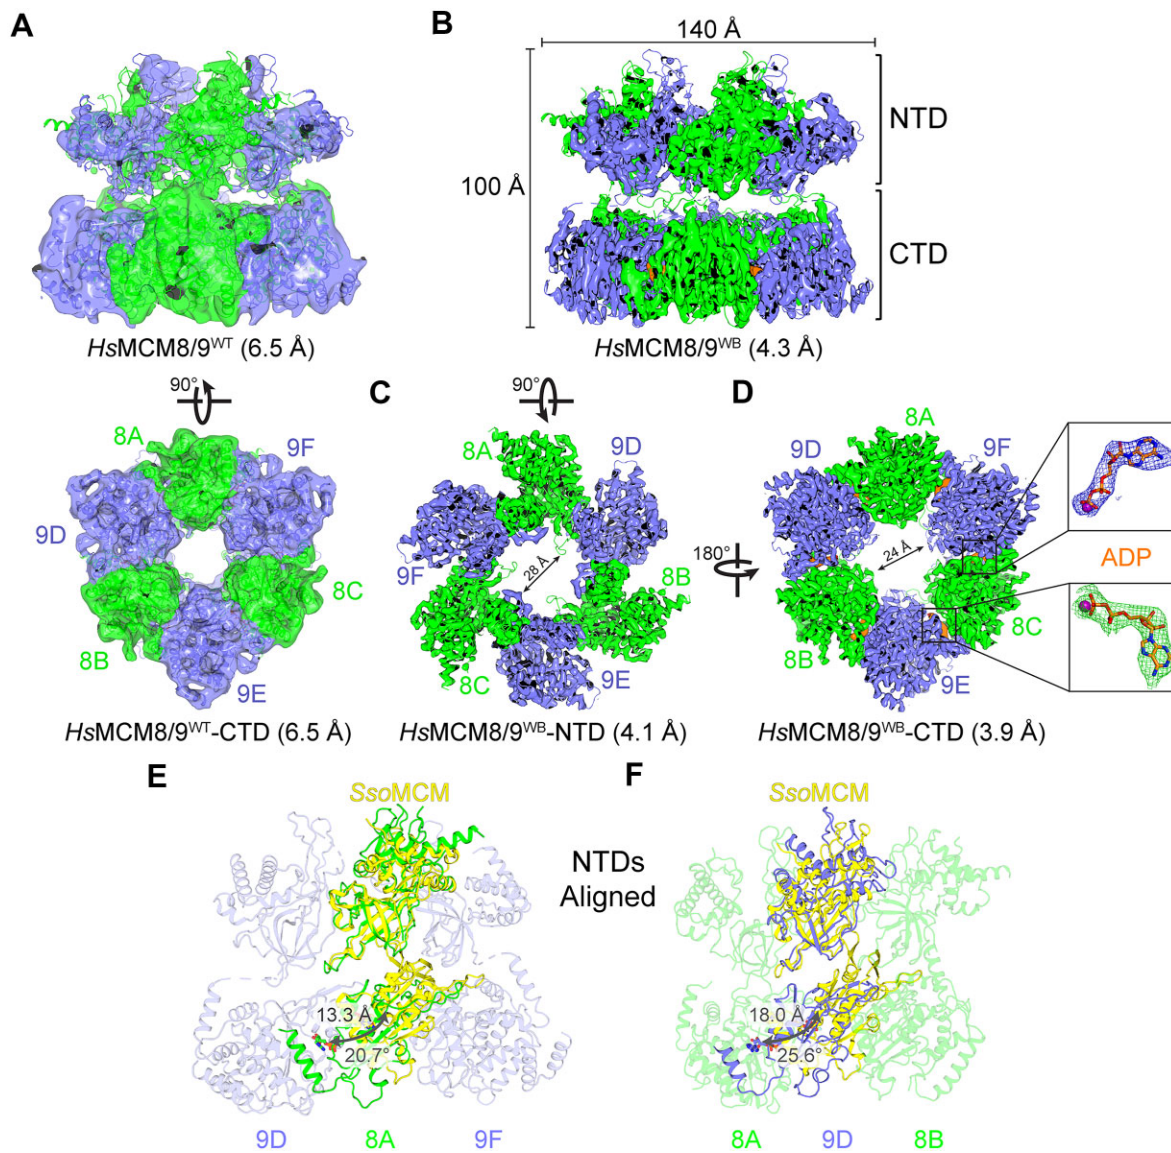 A
B
140 Å
100 Å
NTD
CTD
HsMCM8/9WT (6.5 Å)
HsMCM8/9WB (4.3 Å)
90°
C
90°
D
8A
9F
9D
8C
8B
9E
8A
9D
9F
28 Å
8B
8C
9E
180°
8A
9D
9F
24 Å
8B
8C
9E
ADP
HsMCM8/9WT-CTD (6.5 Å)
HsMCM8/9WB-NTD (4.1 Å)
HsMCM8/9WB-CTD (3.9 Å)
E
F
SsoMCM
SsoMCM
NTDs
Aligned
13.3 Å
20.7°
18.0 Å
25.6°
9D 8A 9F
8A 9D 8B